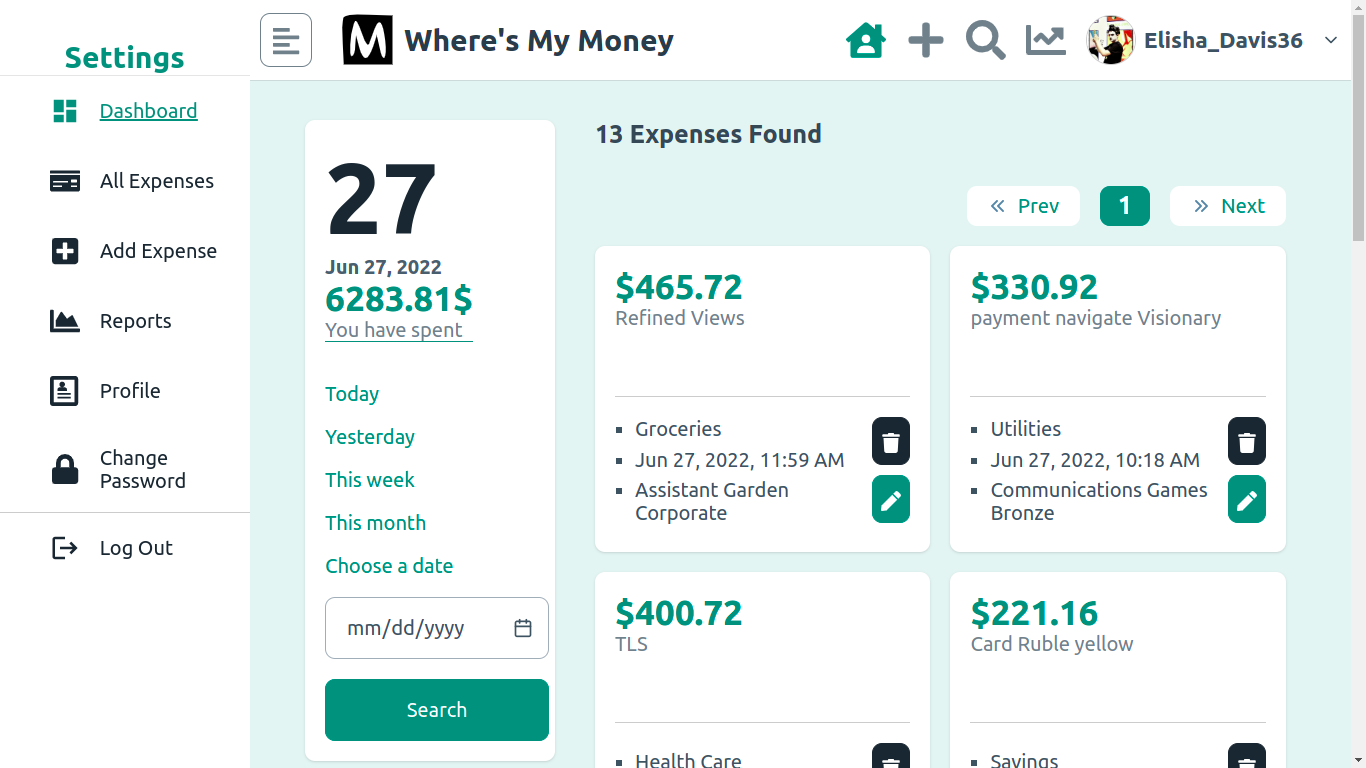 Settings
Dashboard
All Expenses
Add Expense
Reports
Profile
Change
Password
Log Out
M Where's My Money
Elisha_Davis36
27
Jun 27, 2022
6283.81$
You have spent
Today
Yesterday
This week
This month
Choose a date
mm/dd/yyyy
Search
13 Expenses Found
« Prev
1
» Next
$465.72
Refined Views
Groceries
Jun 27, 2022, 11:59 AM
Assistant Garden
Corporate
$330.92
payment navigate Visionary
Utilities
Jun 27, 2022, 10:18 AM
Communications Games
Bronze
$400.72
TLS
Health Care
$221.16
Card Ruble yellow
Savings